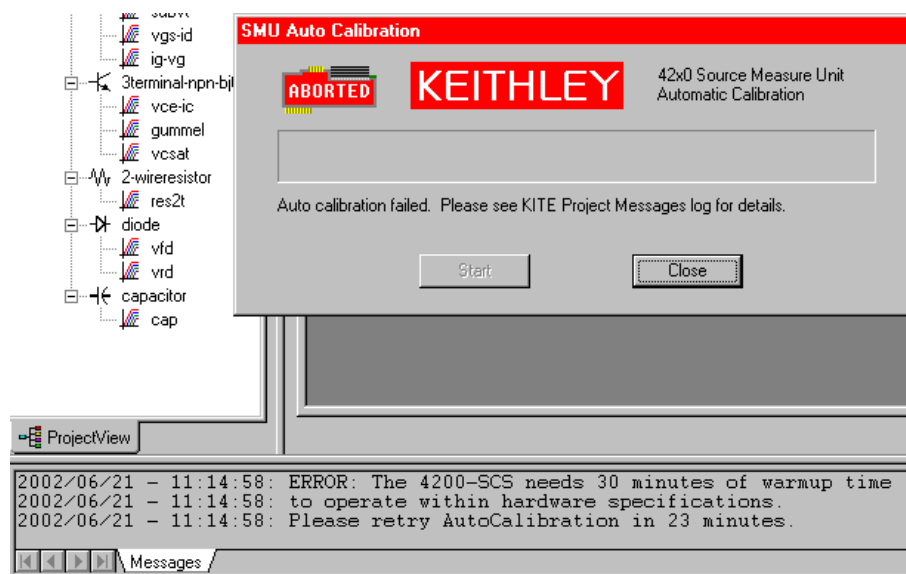 subvt
vgs-id
ig-vg
3terminal-npn-bjt
vce-ic
gummel
vcsat
2-wireresistor
res2t
diode
vfd
vrd
capacitor
cap
ProjectView
SMU Auto Calibration
ABORTED
KEITHLEY
42x0 Source Measure Unit
Automatic Calibration
Auto calibration failed. Please see KITE Project Messages log for details.
Start
Close
2002/06/21 - 11:14:58: ERROR: The 4200-SCS needs 30 minutes of warmup time
2002/06/21 - 11:14:58: to operate within hardware specifications.
2002/06/21 - 11:14:58: Please retry AutoCalibration in 23 minutes.
Messages